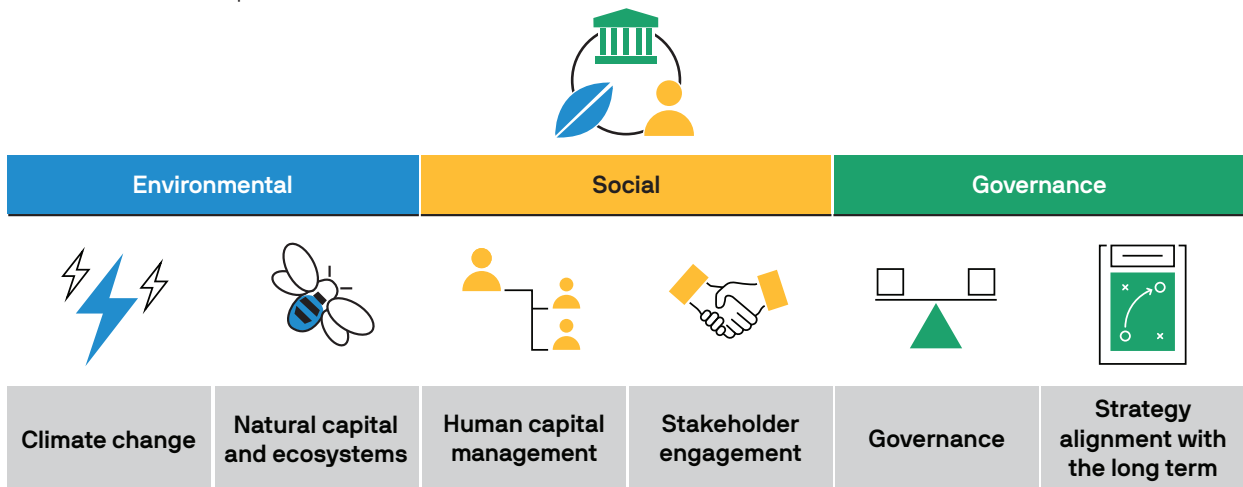 Environmental
Social
Governance
Climate change
Natural capital
and ecosystems
Human capital
management
Stakeholder
engagement
Governance
Strategy
alignment with
the long term